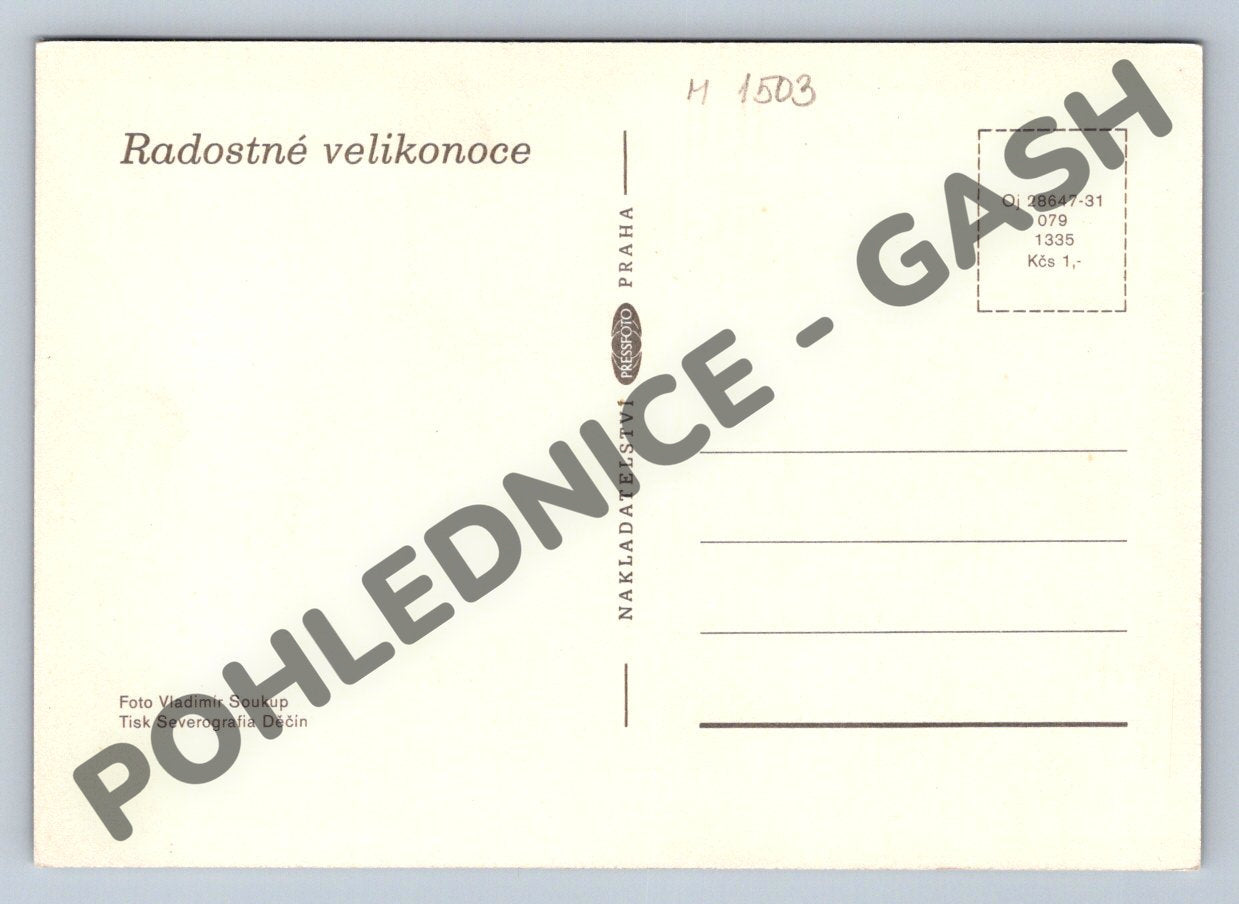 M 1503
Radostné velikonoce
Oj 28647-31
079
1335
Kčs 1,-
NAKLADATELSTVÍ PRESSFOTO PRAHA
Foto Vladimír Soukup
Tisk Severografia Děčín
POHLEDNICE - GASH